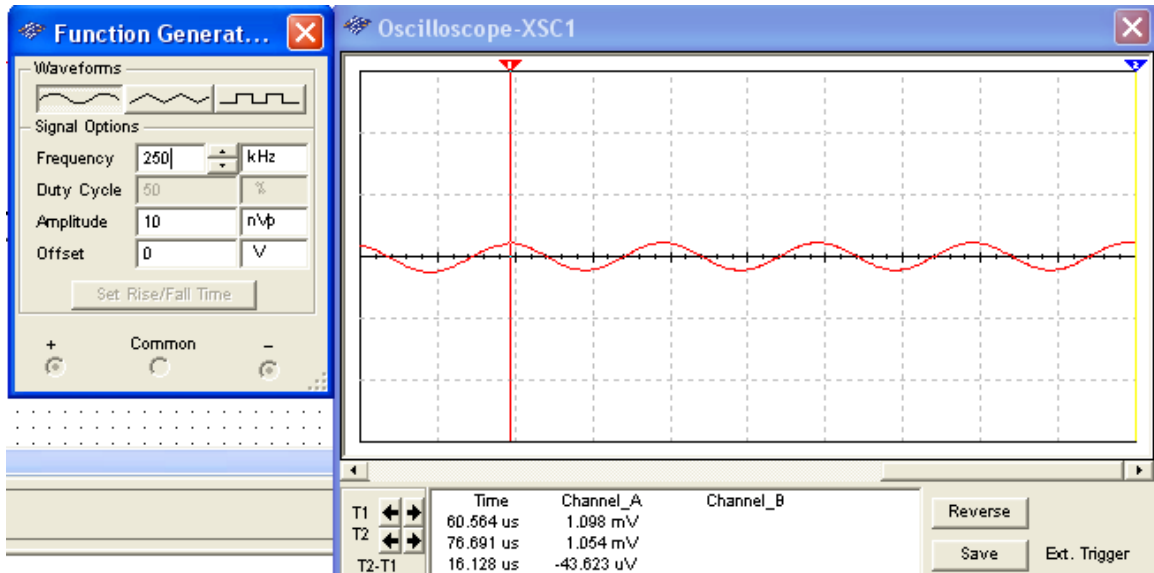 Function Generat...
Waveforms
Signal Options
Frequency 250 kHz
Duty Cycle 50 %
Amplitude 10 nVp
Offset 0 V
Set Rise/Fall Time
+ Common −
Oscilloscope-XSC1
1 2
Time Channel_A Channel_B
T1 60.564 us 1.098 mV
T2 76.691 us 1.054 mV
T2-T1 16.128 us -43.623 uV
Reverse
Save Ext. Trigger